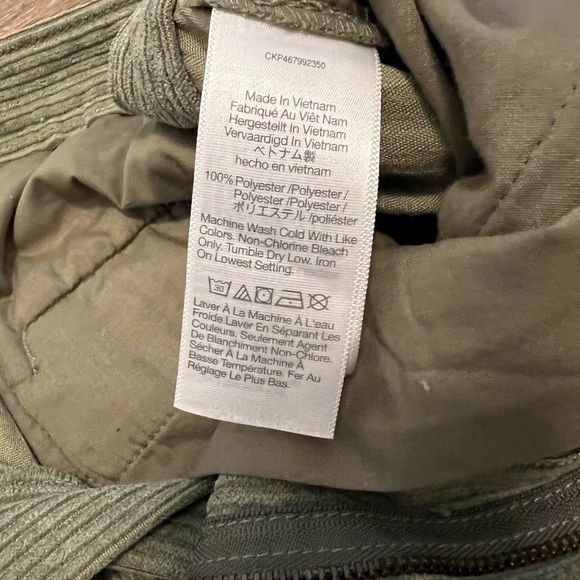 CKP467992350
Made In Vietnam
Fabriqué Au Viêt Nam
Hergestellt In Vietnam
Vervaardigd In Vietnam
ベトナム製
hecho en vietnam
100% Polyester /Polyester/
Polyester /Polyester/
ポリエステル /poliéster
Machine Wash Cold With Like
Colors. Non-Chlorine Bleach
Only. Tumble Dry Low. Iron
On Lowest Setting.
30
Laver À La Machine À L'eau
Froide Laver En Séparant Les
Couleurs. Seulement Agent
De Blanchiment Non-Chlore.
Sécher À La Machine À
Basse Température. Fer Au
Réglage Le Plus Bas.